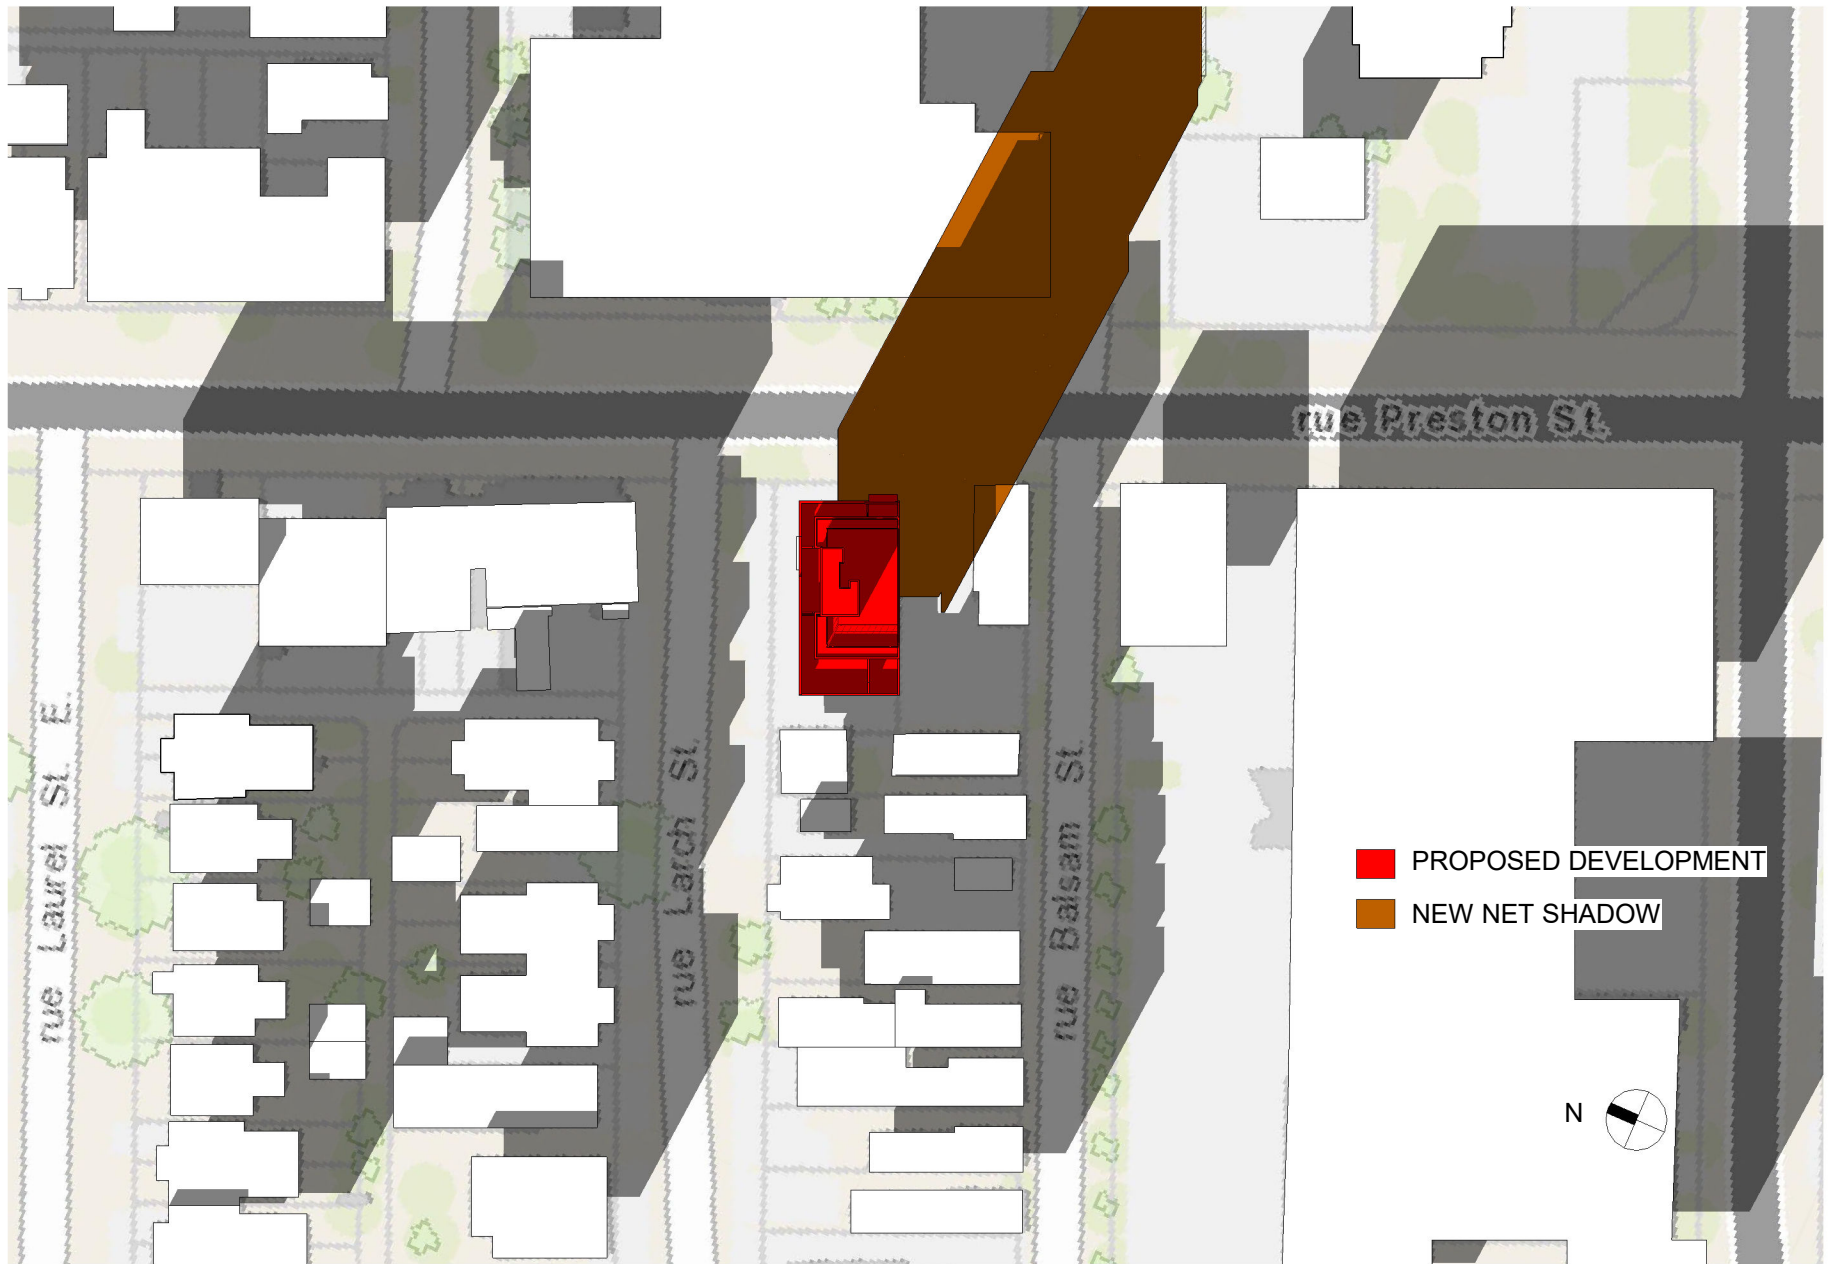 rue Preston St.
rue Laurel St. E.
rue Larch St.
rue Balsam St.
PROPOSED DEVELOPMENT
NEW NET SHADOW
N